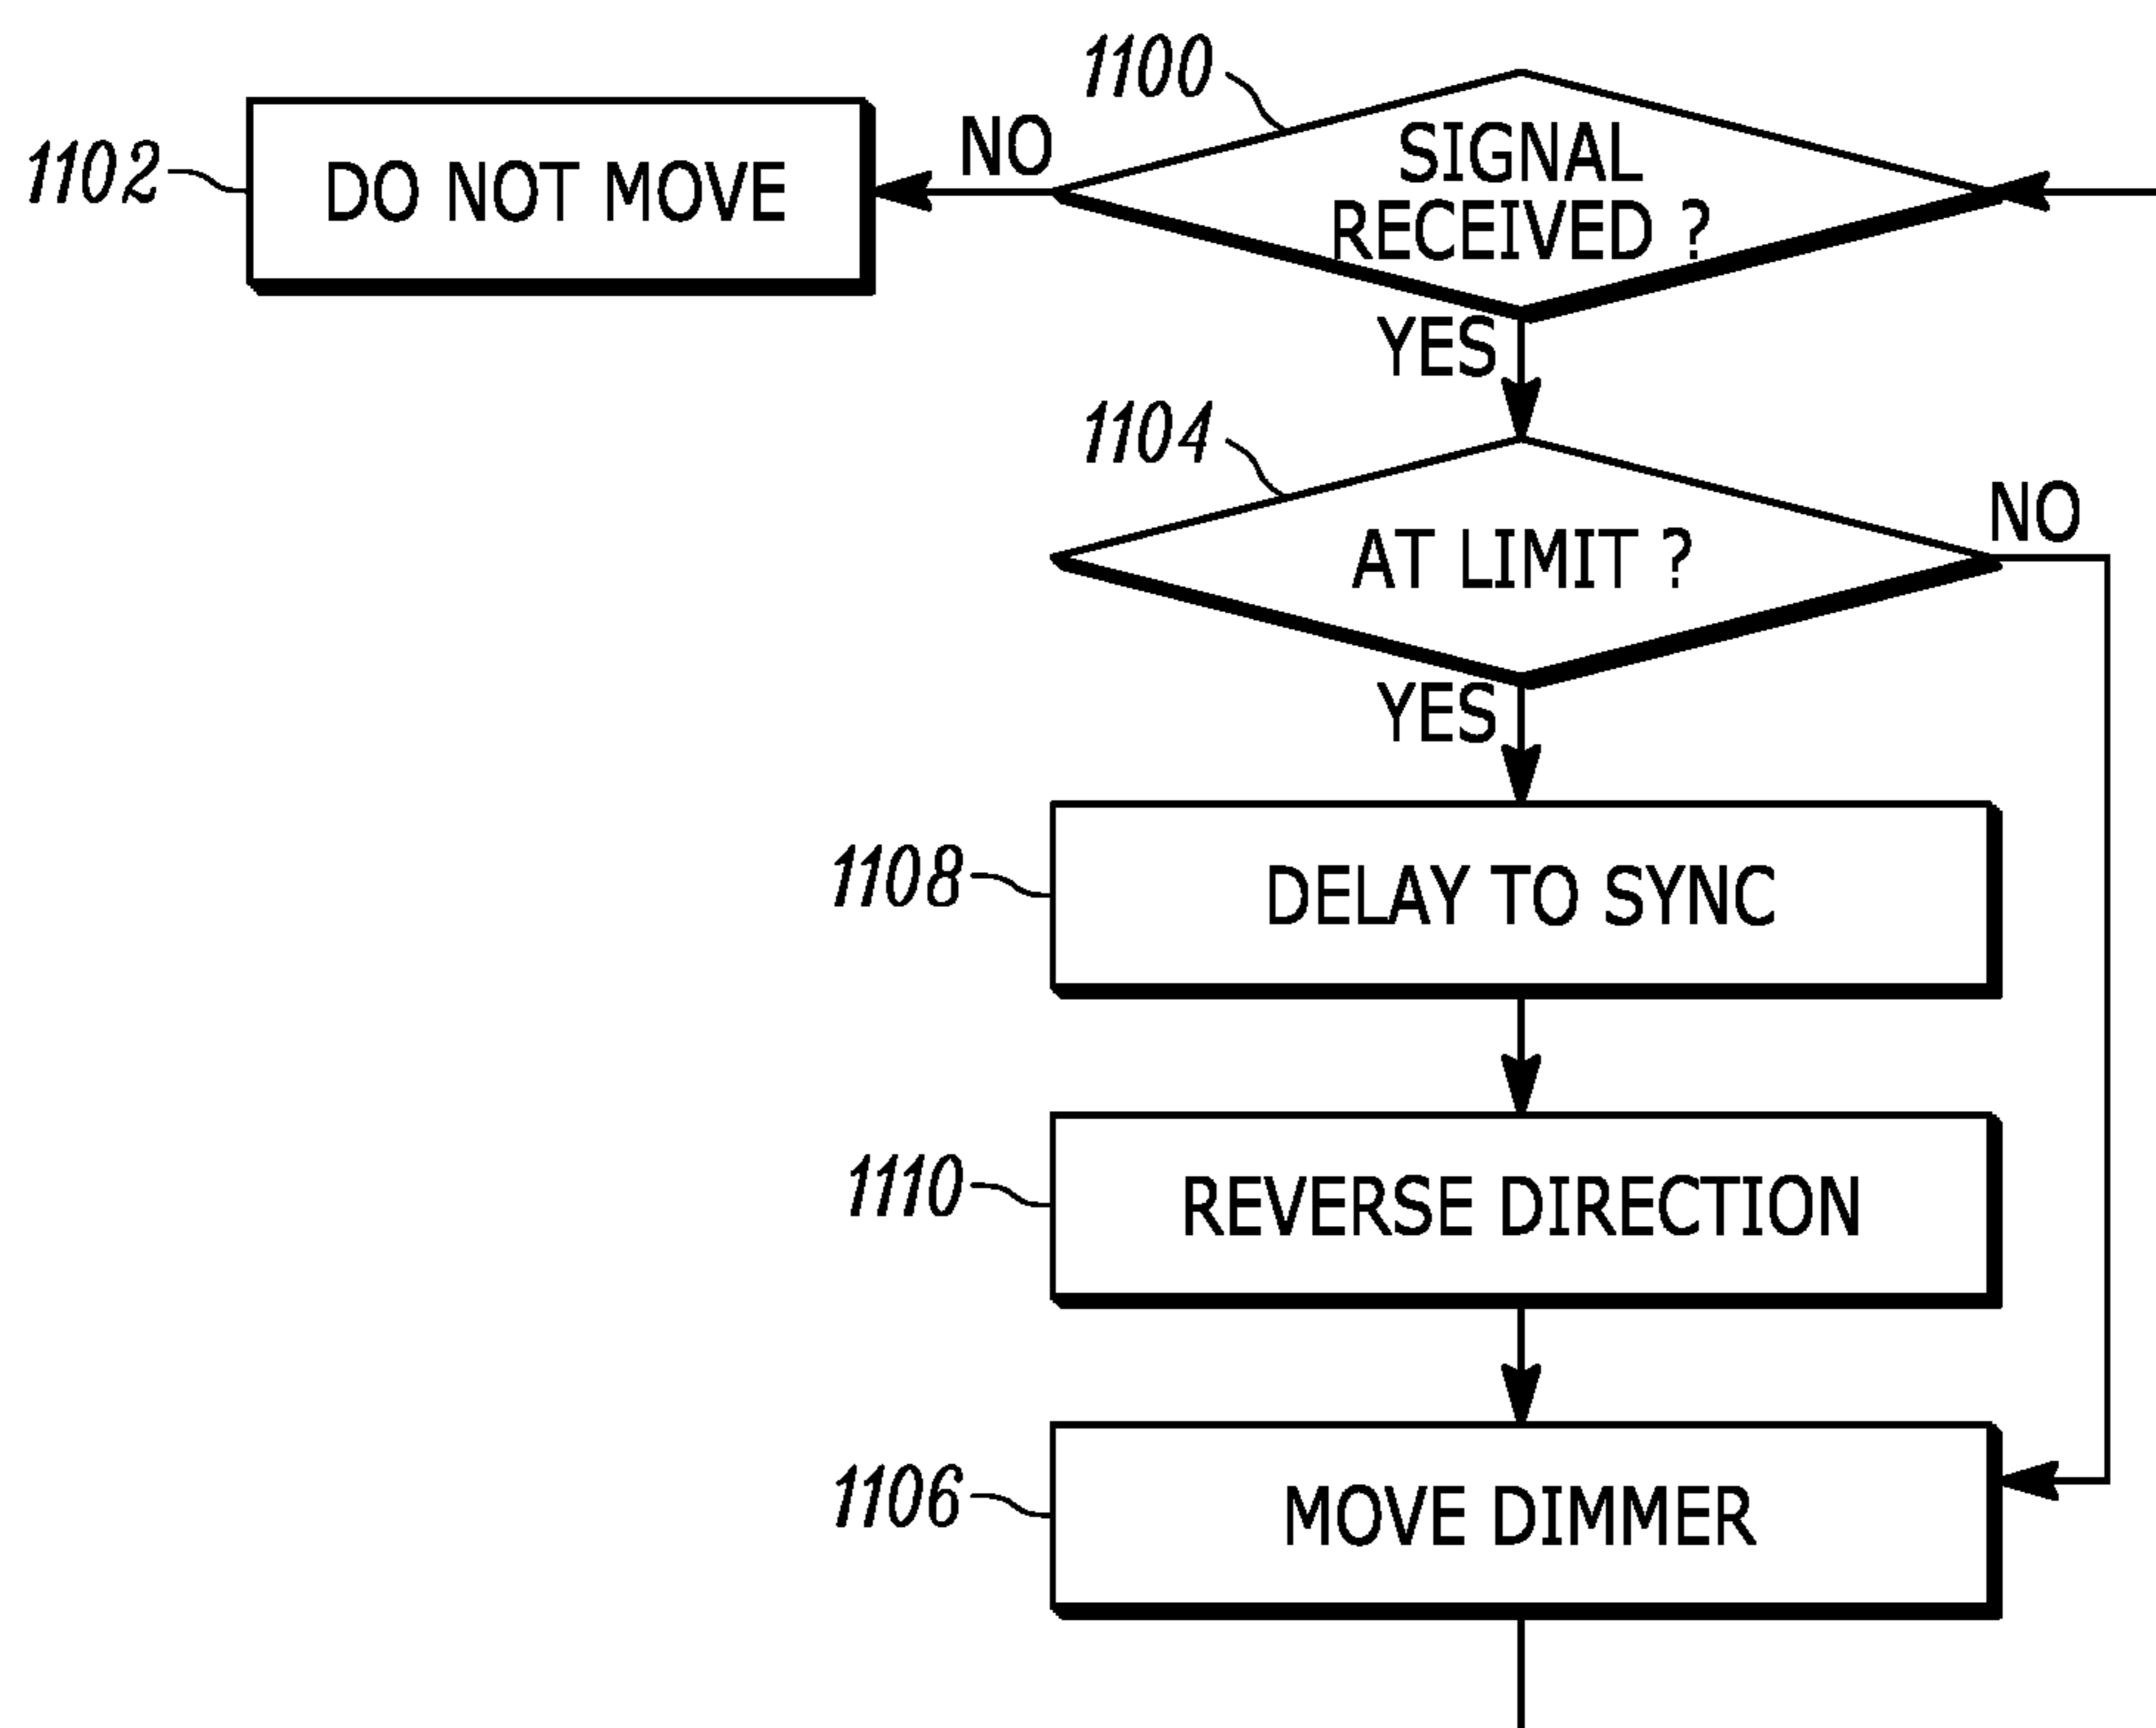 1100
SIGNAL
RECEIVED ?
NO
1102
DO NOT MOVE
YES
1104
AT LIMIT ?
NO
YES
1108
DELAY TO SYNC
1110
REVERSE DIRECTION
1106
MOVE DIMMER